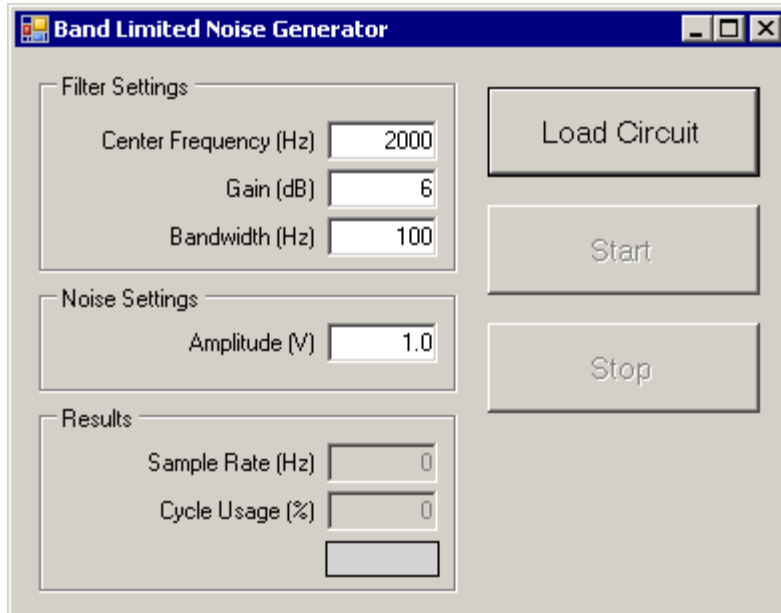 Band Limited Noise Generator
Filter Settings
Center Frequency (Hz) 2000
Gain (dB) 6
Bandwidth (Hz) 100
Noise Settings
Amplitude (V) 1.0
Results
Sample Rate (Hz) 0
Cycle Usage (%) 0
Load Circuit
Start
Stop